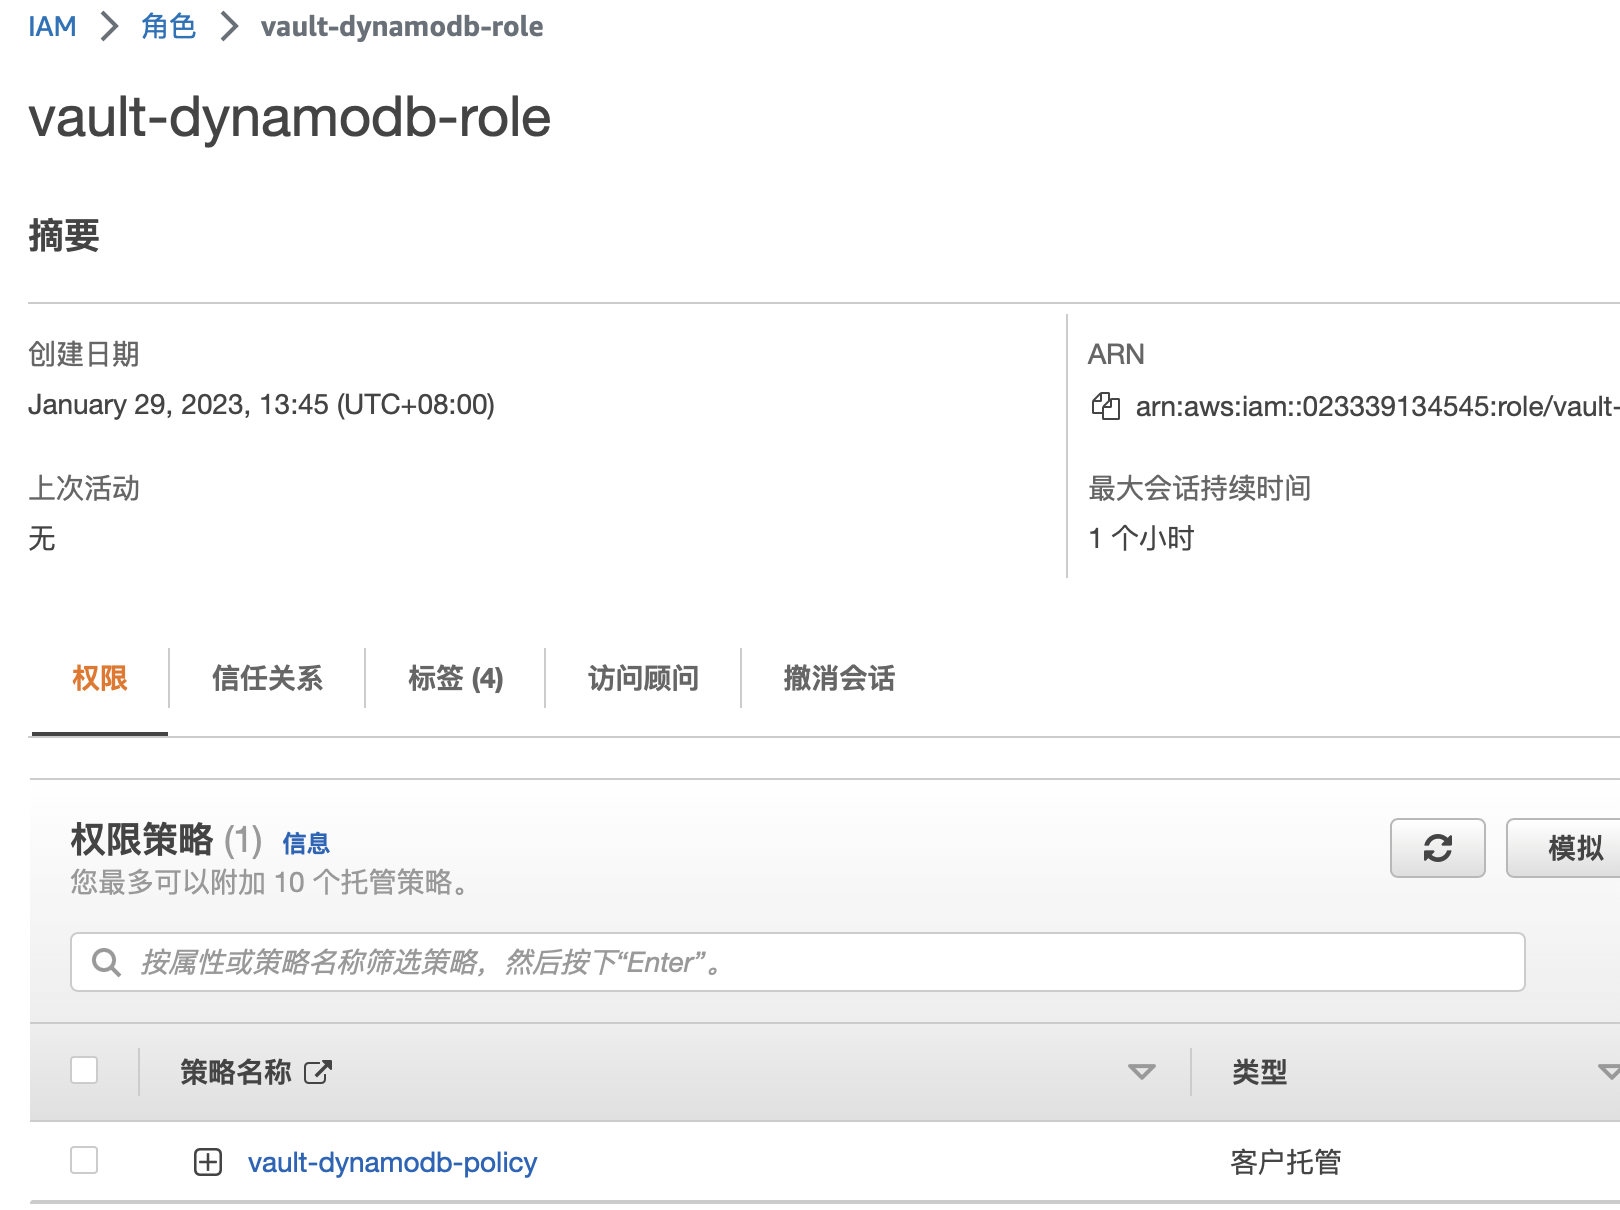 IAM > 角色 > vault-dynamodb-role
vault-dynamodb-role
摘要
创建日期
January 29, 2023, 13:45 (UTC+08:00)
ARN
arn:aws:iam::023339134545:role/vault-
上次活动
无
最大会话持续时间
1 个小时
权限 信任关系 标签 (4) 访问顾问 撤消会话
权限策略 (1) 信息
您最多可以附加 10 个托管策略。
模拟
按属性或策略名称筛选策略，然后按下“Enter”。
策略名称 类型
vault-dynamodb-policy 客户托管